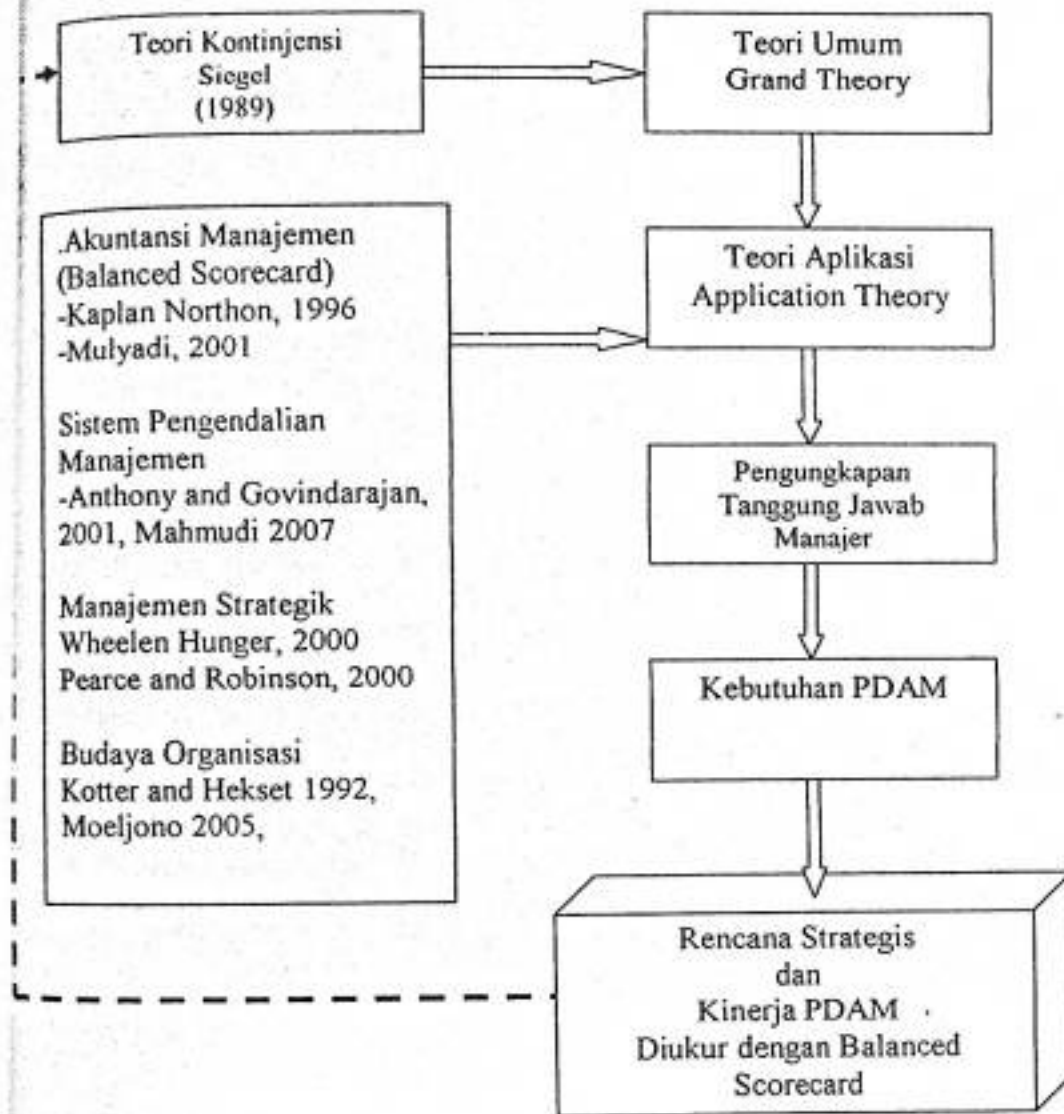 Teori Kontinjensi
Siegel
(1989)
Teori Umum
Grand Theory
.Akuntansi Manajemen
(Balanced Scorecard)
-Kaplan Northon, 1996
-Mulyadi, 2001
Sistem Pengendalian
Manajemen
-Anthony and Govindarajan,
2001, Mahmudi 2007
Manajemen Strategik
Wheelen Hunger, 2000
Pearce and Robinson, 2000
Budaya Organisasi
Kotter and Hekset 1992,
Moeljono 2005,
Teori Aplikasi
Application Theory
Pengungkapan
Tanggung Jawab
Manajer
Kebutuhan PDAM
Rencana Strategis
dan
Kinerja PDAM
Diukur dengan Balanced
Scorecard